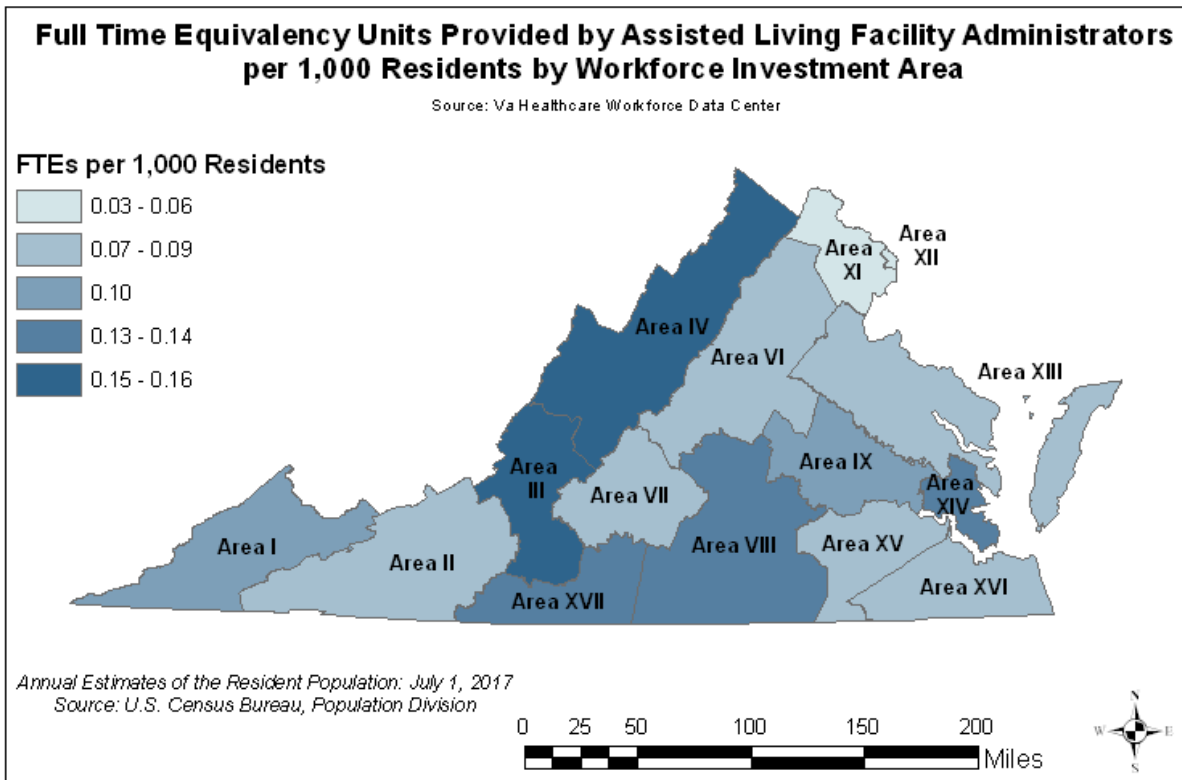 Full Time Equivalency Units Provided by Assisted Living Facility Administrators
per 1,000 Residents by Workforce Investment Area
Source: Va Healthcare Workforce Data Center
FTEs per 1,000 Residents
0.03 - 0.06
0.07 - 0.09
0.10
0.13 - 0.14
0.15 - 0.16
Area
XI
Area
XII
Area IV
Area VI
Area XIII
Area
III
Area VII
Area IX
Area
XIV
Area I
Area II
Area VIII
Area XV
Area XVII
Area XVI
Annual Estimates of the Resident Population: July 1, 2017
Source: U.S. Census Bureau, Population Division
0 25 50 100 150 200
Miles
N
W E
S